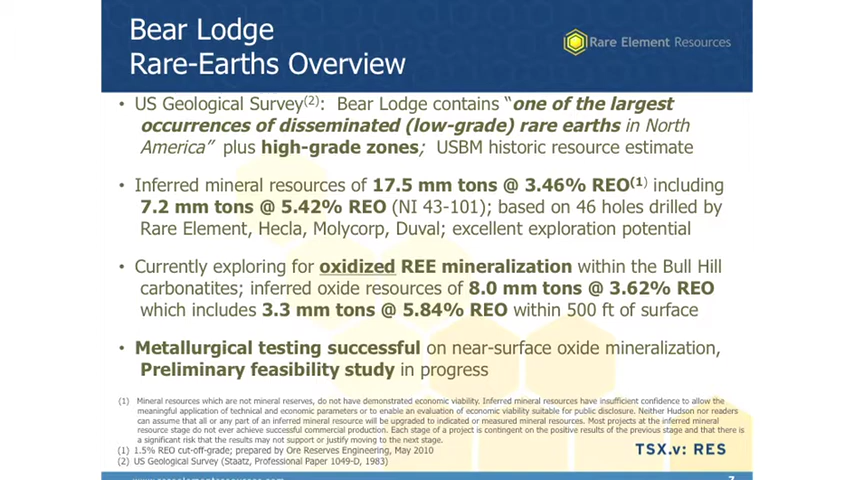 Bear Lodge
Rare-Earths Overview
Rare Element Resources
• US Geological Survey(2): Bear Lodge contains "one of the largest
occurrences of disseminated (low-grade) rare earths in North
America" plus high-grade zones; USBM historic resource estimate
• Inferred mineral resources of 17.5 mm tons @ 3.46% REO(1) including
7.2 mm tons @ 5.42% REO (NI 43-101); based on 46 holes drilled by
Rare Element, Hecla, Molycorp, Duval; excellent exploration potential
• Currently exploring for oxidized REE mineralization within the Bull Hill
carbonatites; inferred oxide resources of 8.0 mm tons @ 3.62% REO
which includes 3.3 mm tons @ 5.84% REO within 500 ft of surface
• Metallurgical testing successful on near-surface oxide mineralization,
Preliminary feasibility study in progress
(1) Mineral resources which are not mineral reserves, do not have demonstrated economic viability. Inferred mineral resources have insufficient confidence to allow the
meaningful application of technical and economic parameters or to enable an evaluation of economic viability suitable for public disclosure. Neither Hudson nor readers
can assume that all or any part of an inferred mineral resource will be upgraded to indicated or measured mineral resources. Most projects at the inferred mineral
resource stage do not ever achieve successful commercial production. Each stage of a project is contingent on the positive results of the previous stage and that there is
a significant risk that the results may not support or justify moving to the next stage.
(1) 1.5% REO cut-off-grade; prepared by Ore Reserves Engineering, May 2010
(2) US Geological Survey (Staatz, Professional Paper 1049-D, 1983)
TSX.v: RES